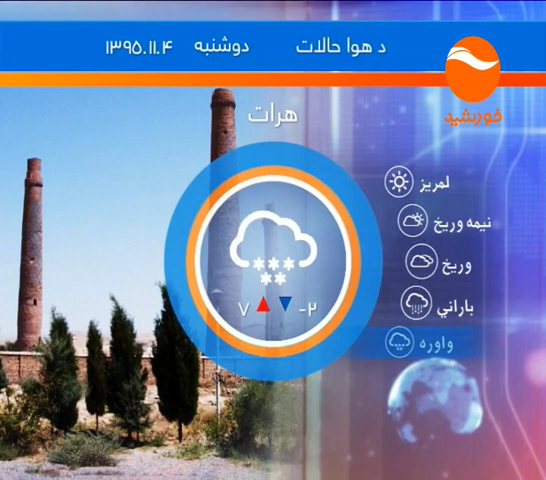 د هوا حالات دوشنبه ۱۳۹۵.۱۱.۴
خورشید
هرات
لمریز
نیمه وریځ
وریځ
باراني
واوره
۷ -۲